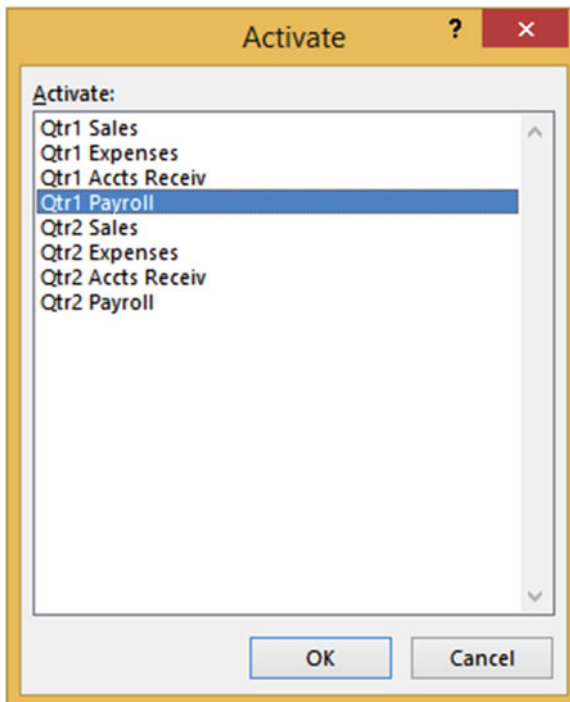 Activate ? ×
Activate:
Qtr1 Sales
Qtr1 Expenses
Qtr1 Accts Receiv
Qtr1 Payroll
Qtr2 Sales
Qtr2 Expenses
Qtr2 Accts Receiv
Qtr2 Payroll
OK Cancel